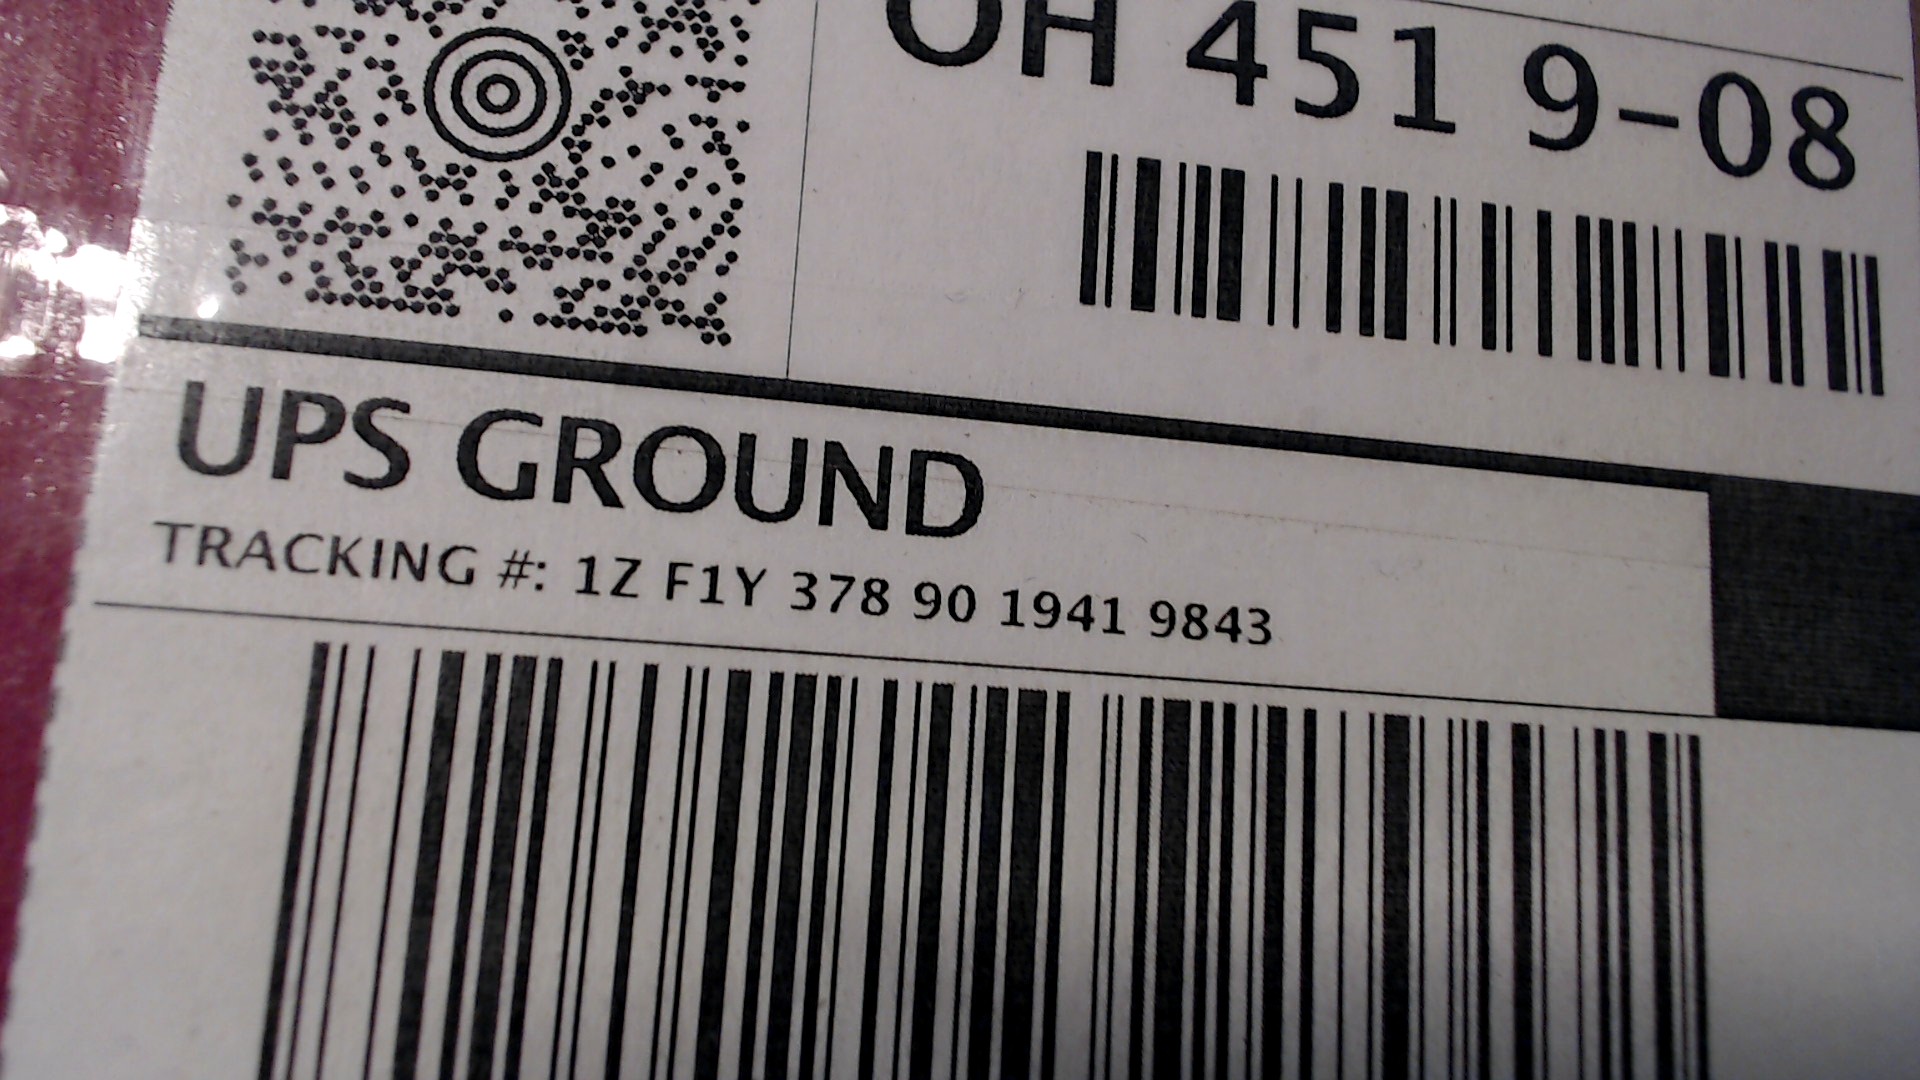 OH 451 9-08
UPS GROUND
TRACKING #: 1Z F1Y 378 90 1941 9843